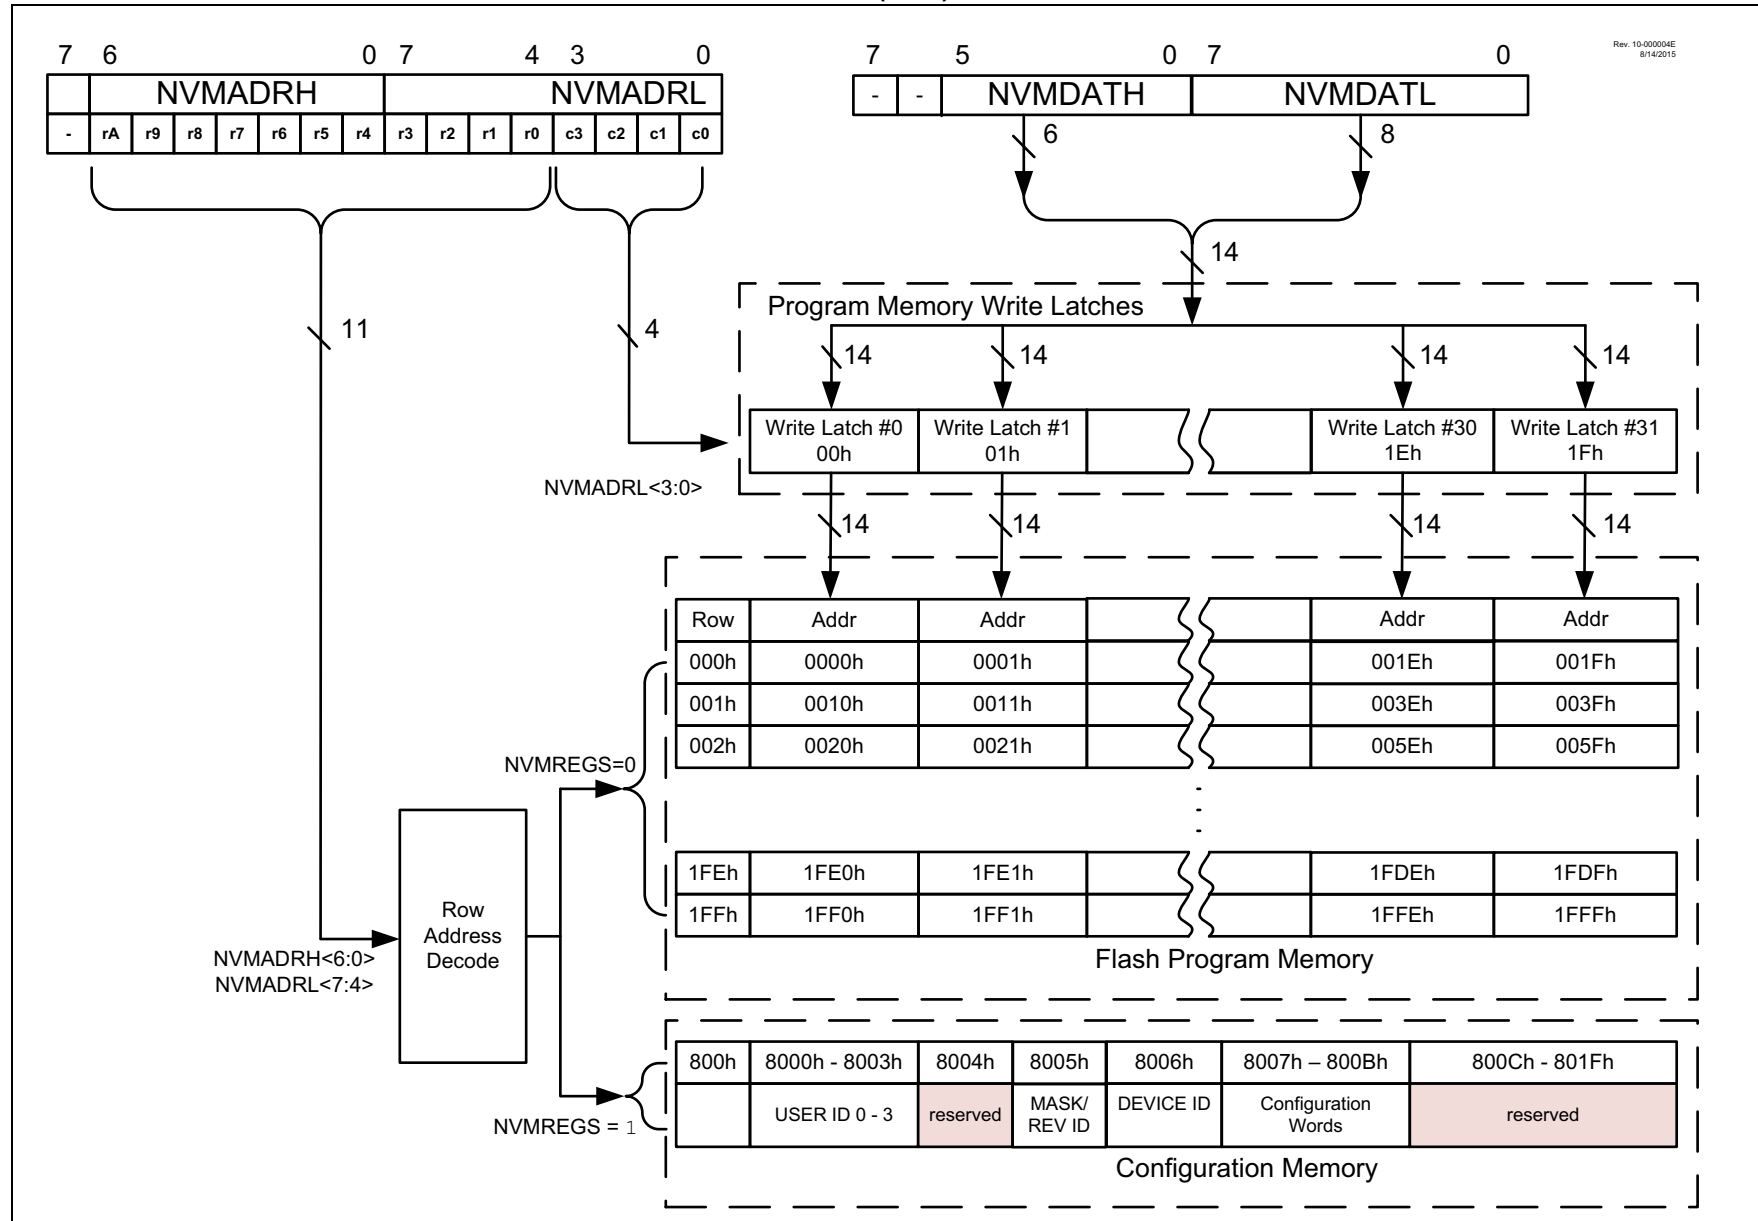 7 6 0 7 4 3 0
NVMADRH NVMADRL
- rA r9 r8 r7 r6 r5 r4 r3 r2 r1 r0 c3 c2 c1 c0
7 5 0 7 0
- - NVMDATH NVMDATL
Rev. 10-000004E
8/14/2015
6 8
14
11
4
Program Memory Write Latches
14 14 14 14
Write Latch #0
00h
Write Latch #1
01h
Write Latch #30
1Eh
Write Latch #31
1Fh
NVMADRL<3:0>
14 14 14 14
Row Addr Addr Addr Addr
000h 0000h 0001h 001Eh 001Fh
001h 0010h 0011h 003Eh 003Fh
002h 0020h 0021h 005Eh 005Fh
NVMREGS=0
1FEh 1FE0h 1FE1h 1FDEh 1FDFh
1FFh 1FF0h 1FF1h 1FFEh 1FFFh
Flash Program Memory
Row
Address
Decode
NVMADRH<6:0>
NVMADRL<7:4>
800h 8000h - 8003h 8004h 8005h 8006h 8007h – 800Bh 800Ch - 801Fh
USER ID 0 - 3
reserved
MASK/
REV ID
DEVICE ID
Configuration
Words
reserved
NVMREGS = 1
Configuration Memory